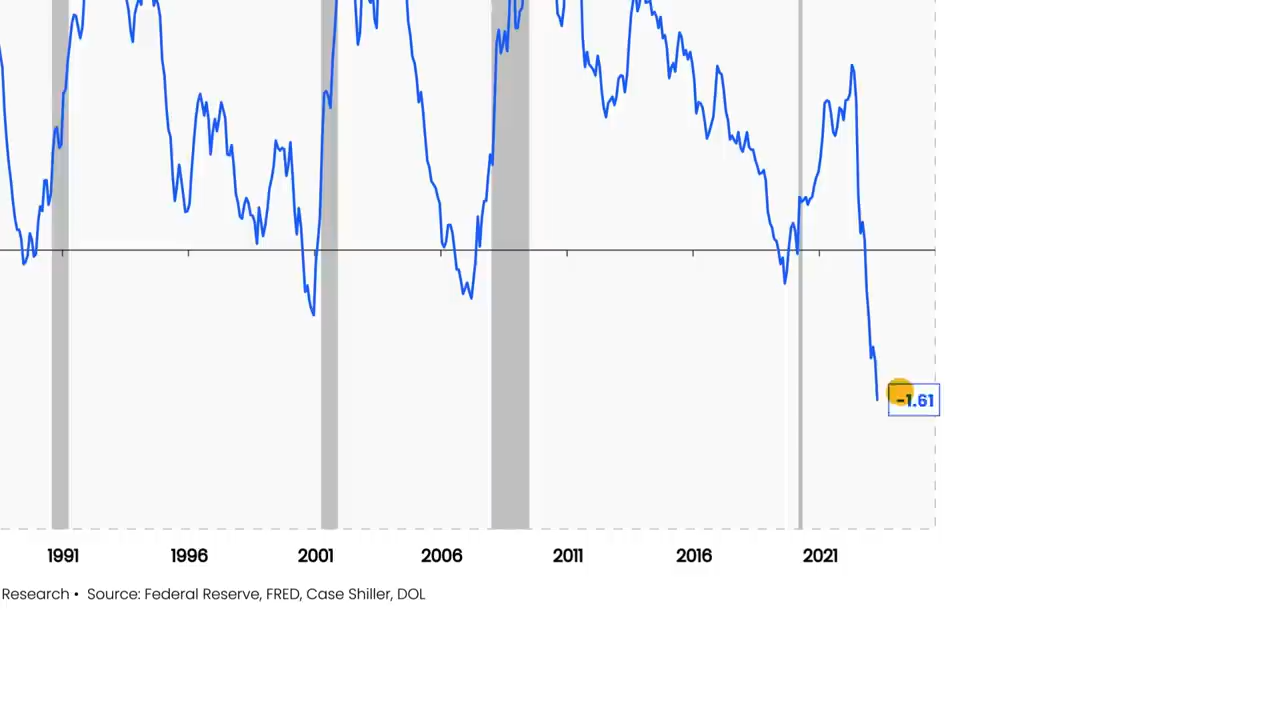 -1.61
1991 1996 2001 2006 2011 2016 2021
Research • Source: Federal Reserve, FRED, Case Shiller, DOL